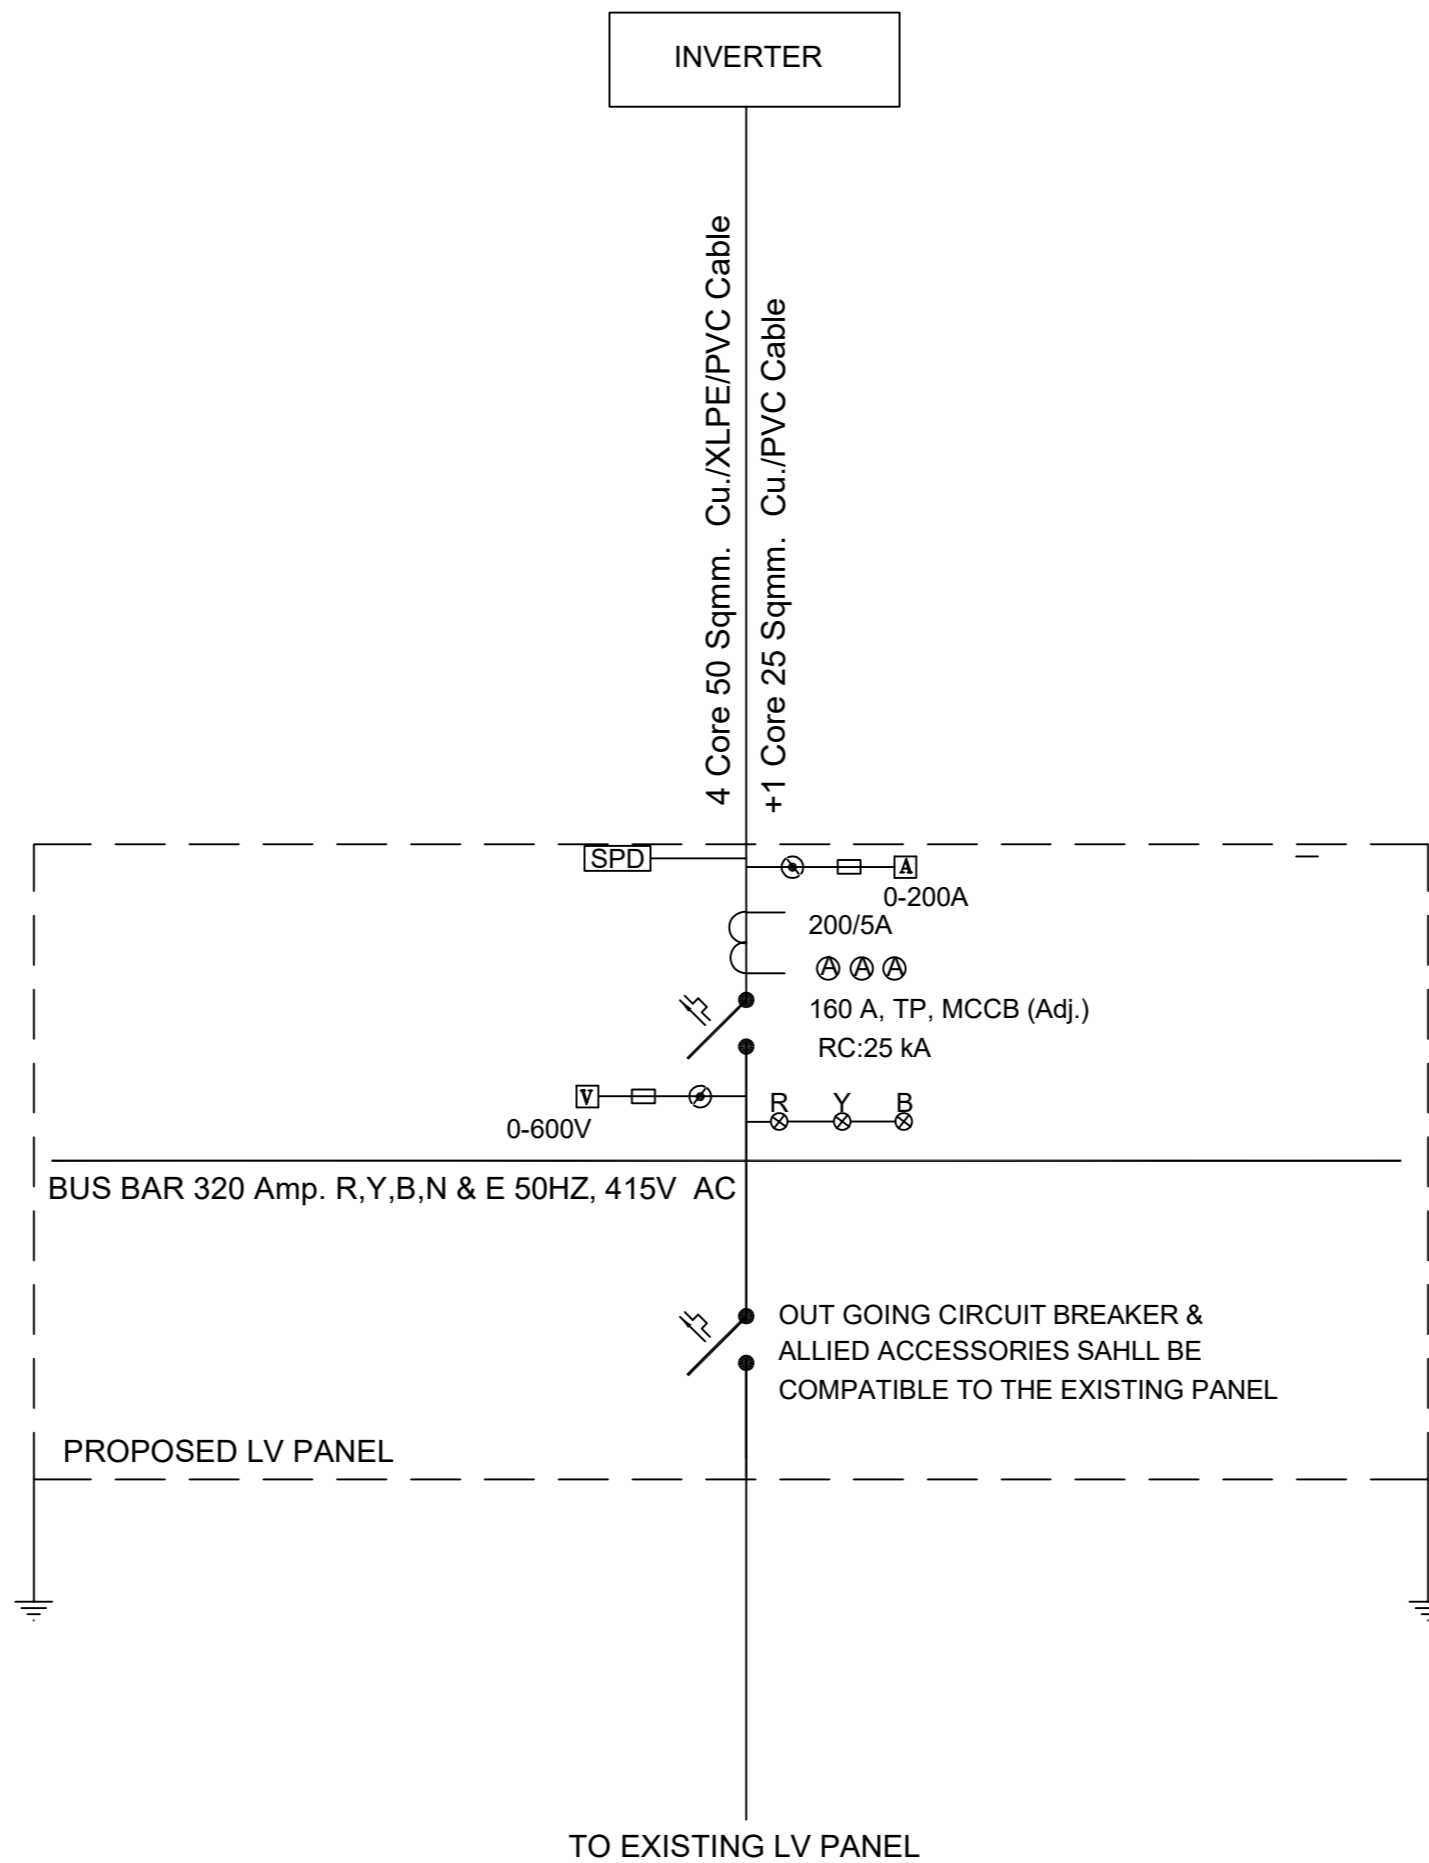 INVERTER
4 Core 50 Sqmm.  Cu./XLPE/PVC Cable
+1 Core 25 Sqmm.  Cu./PVC Cable
SPD
A
0-200A
200/5A
A A A
160 A, TP, MCCB (Adj.)
RC:25 kA
V
0-600V
R Y B
BUS BAR 320 Amp. R,Y,B,N & E 50HZ, 415V  AC
OUT GOING CIRCUIT BREAKER &
ALLIED ACCESSORIES SAHLL BE
COMPATIBLE TO THE EXISTING PANEL
PROPOSED LV PANEL
TO EXISTING LV PANEL